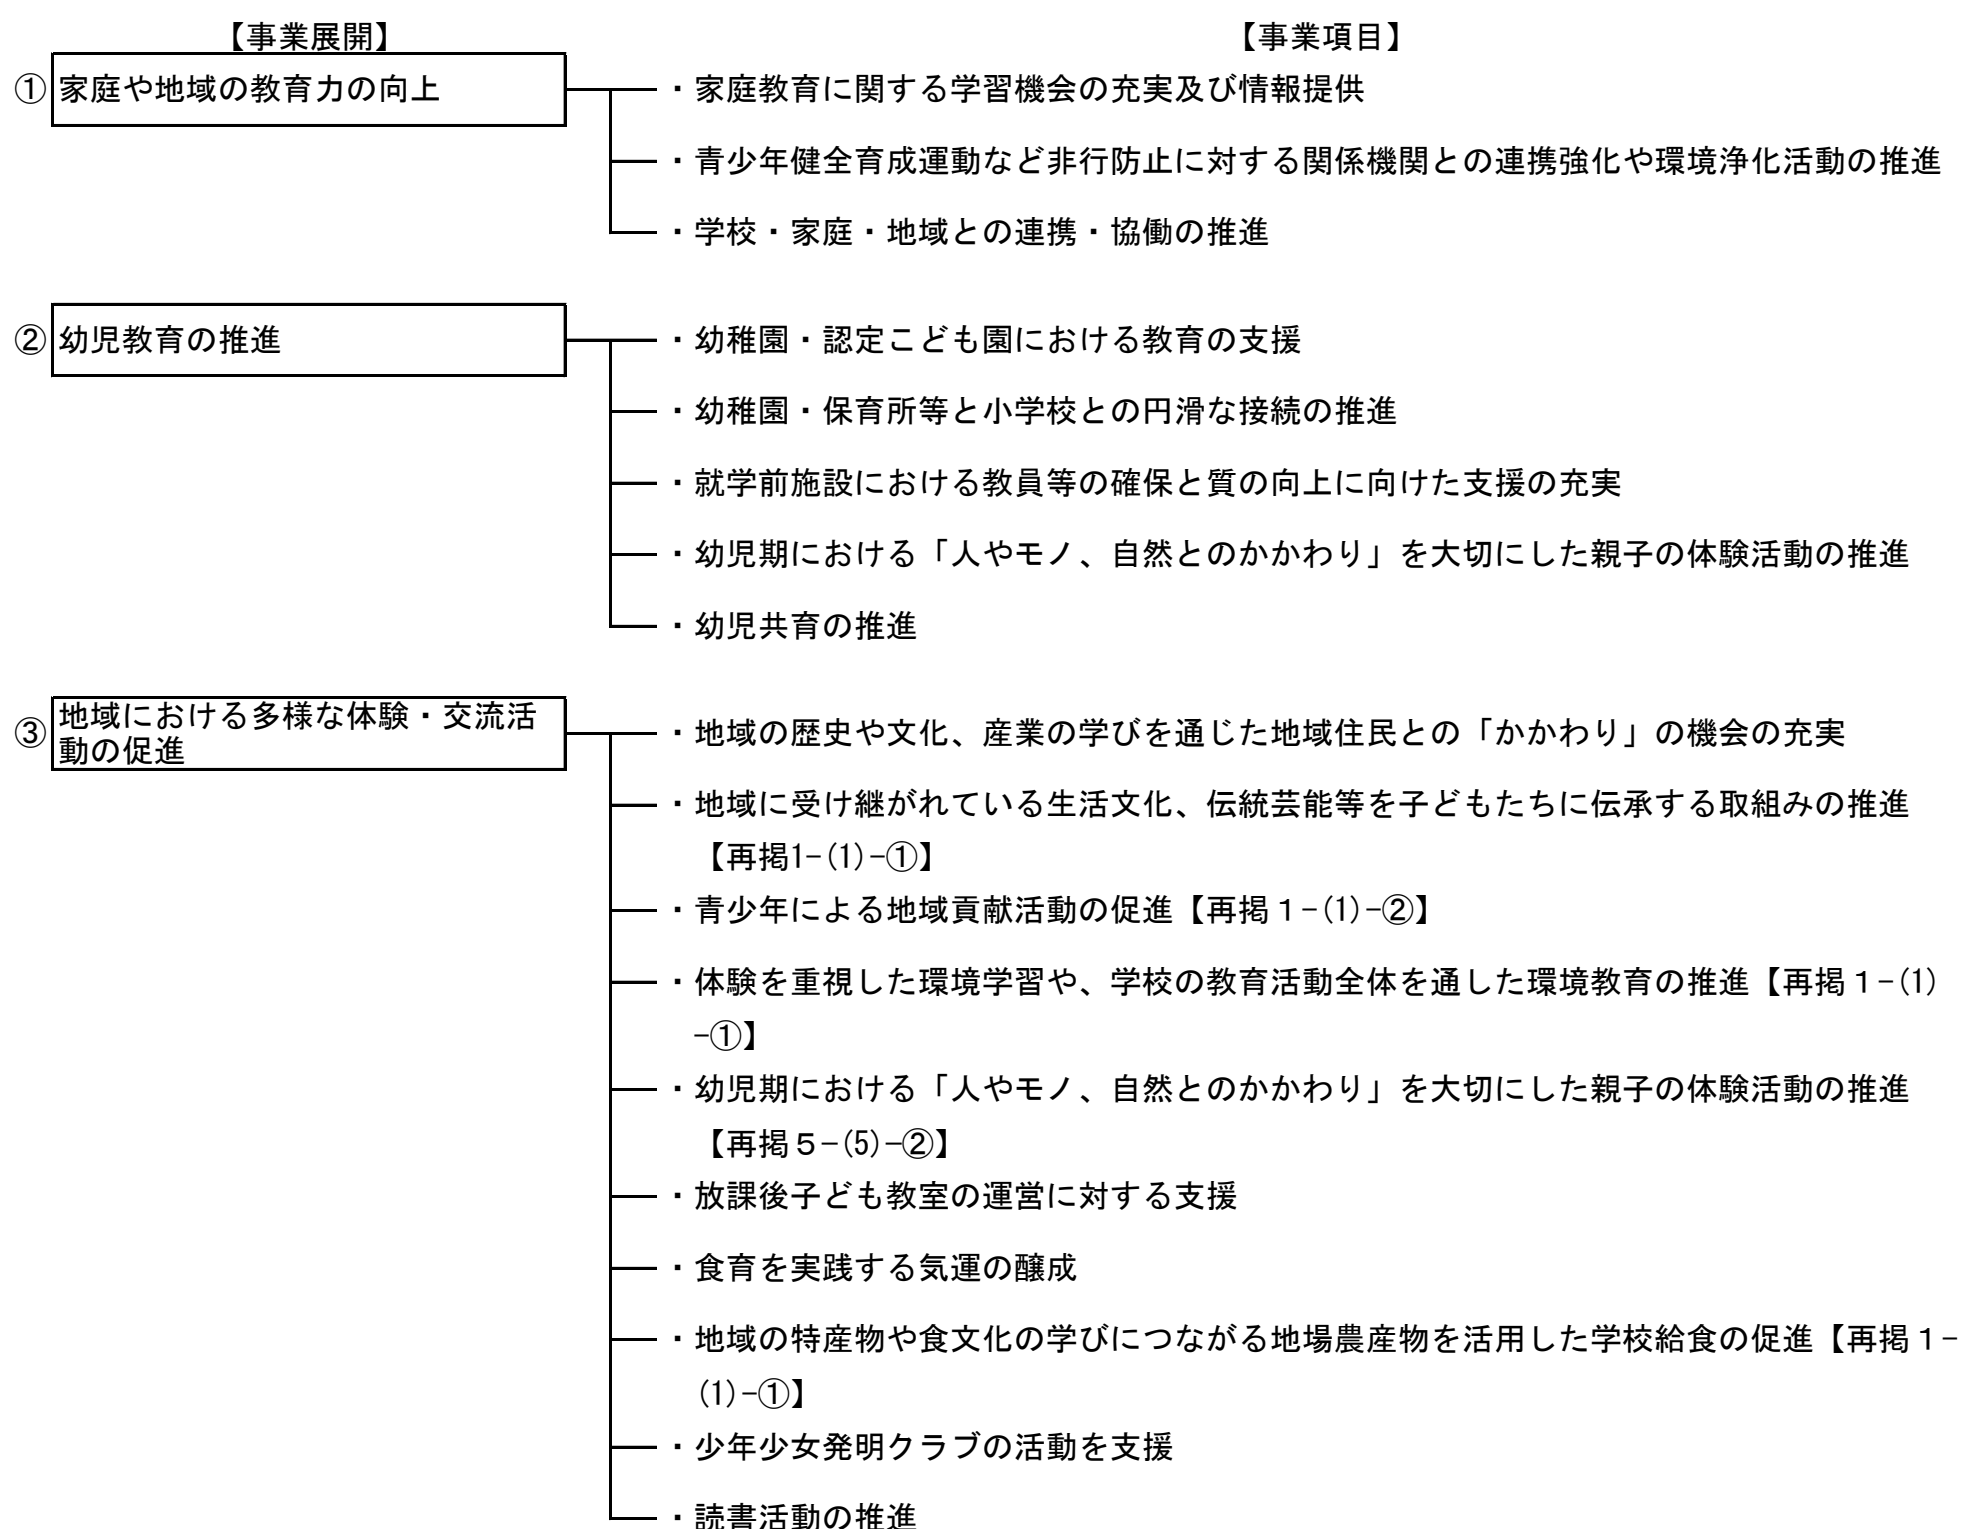 【事業展開】
【事業項目】
① 家庭や地域の教育力の向上
・家庭教育に関する学習機会の充実及び情報提供
・青少年健全育成運動など非行防止に対する関係機関との連携強化や環境浄化活動の推進
・学校・家庭・地域との連携・協働の推進
② 幼児教育の推進
・幼稚園・認定こども園における教育の支援
・幼稚園・保育所等と小学校との円滑な接続の推進
・就学前施設における教員等の確保と質の向上に向けた支援の充実
・幼児期における「人やモノ、自然とのかかわり」を大切にした親子の体験活動の推進
・幼児共育の推進
③ 地域における多様な体験・交流活
動の促進
・地域の歴史や文化、産業の学びを通じた地域住民との「かかわり」の機会の充実
・地域に受け継がれている生活文化、伝統芸能等を子どもたちに伝承する取組みの推進
【再掲1-(1)-①】
・青少年による地域貢献活動の促進【再掲１-(1)-②】
・体験を重視した環境学習や、学校の教育活動全体を通した環境教育の推進【再掲１-(1)
-①】
・幼児期における「人やモノ、自然とのかかわり」を大切にした親子の体験活動の推進
【再掲５-(5)-②】
・放課後子ども教室の運営に対する支援
・食育を実践する気運の醸成
・地域の特産物や食文化の学びにつながる地場農産物を活用した学校給食の促進【再掲１-
(1)-①】
・少年少女発明クラブの活動を支援
・読書活動の推進